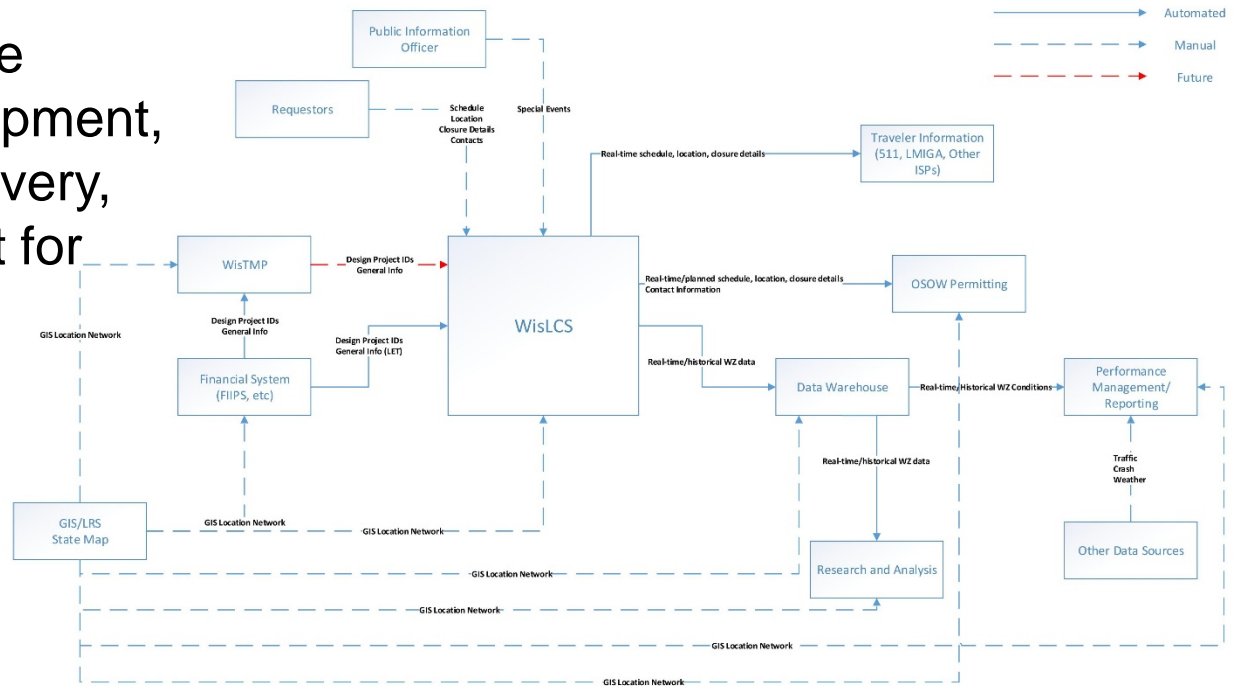 e
pment,
very,
t for
Public Information
Officer
Automated
Manual
Future
Requestors
Schedule
Location
Closure Details
Contacts
Special Events
Traveler Information
(511, LMIGA, Other
ISPs)
Real-time schedule, location, closure details
WisTMP
Design Project IDs
General Info
WisLCS
Real-time/planned schedule, location, closure details
Contact Information
OSOW Permitting
GIS Location Network
Design Project IDs
General Info
Design Project IDs
General Info (LET)
Real-time/historical WZ data
Financial System
(FIIPS, etc)
Data Warehouse
Real-time/Historical WZ Conditions
Performance
Management/
Reporting
Real-time/historical WZ data
Traffic
Crash
Weather
GIS/LRS
State Map
GIS Location Network
GIS Location Network
Other Data Sources
Research and Analysis
GIS Location Network
GIS Location Network
GIS Location Network
GIS Location Network